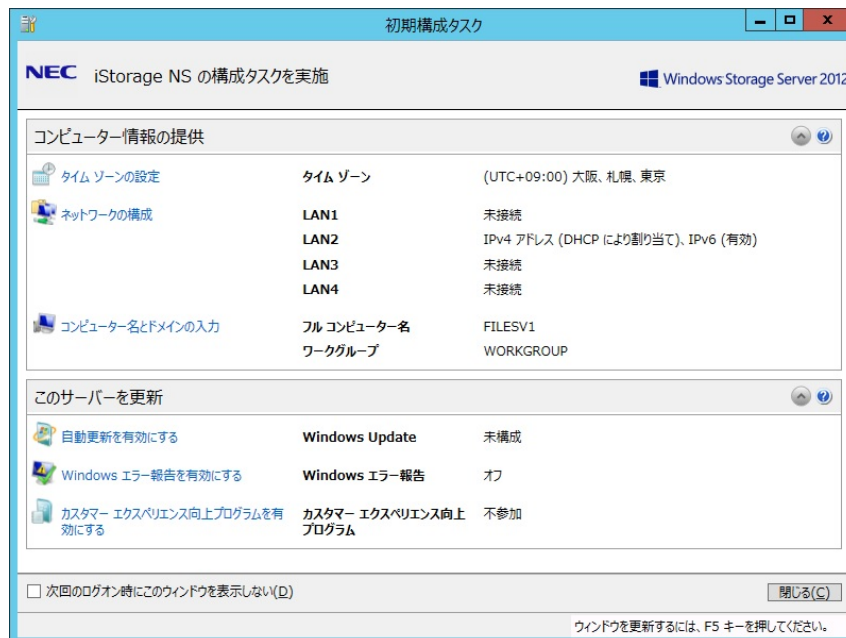 初期構成タスク
NEC iStorage NS の構成タスクを実施
Windows Storage Server 2012
コンピューター情報の提供
タイム ゾーンの設定 タイム ゾーン (UTC+09:00) 大阪、札幌、東京
ネットワークの構成 LAN1 未接続
LAN2 IPv4 アドレス (DHCP により割り当て)、IPv6 (有効)
LAN3 未接続
LAN4 未接続
コンピューター名とドメインの入力 フル コンピューター名 FILESV1
ワークグループ WORKGROUP
このサーバーを更新
自動更新を有効にする Windows Update 未構成
Windows エラー報告を有効にする Windows エラー報告 オフ
カスタマー エクスペリエンス向上プログラムを有 カスタマー エクスペリエンス向上 不参加
効にする プログラム
次回のログオン時にこのウィンドウを表示しない(D)
閉じる(C)
ウィンドウを更新するには、F5 キーを押してください。